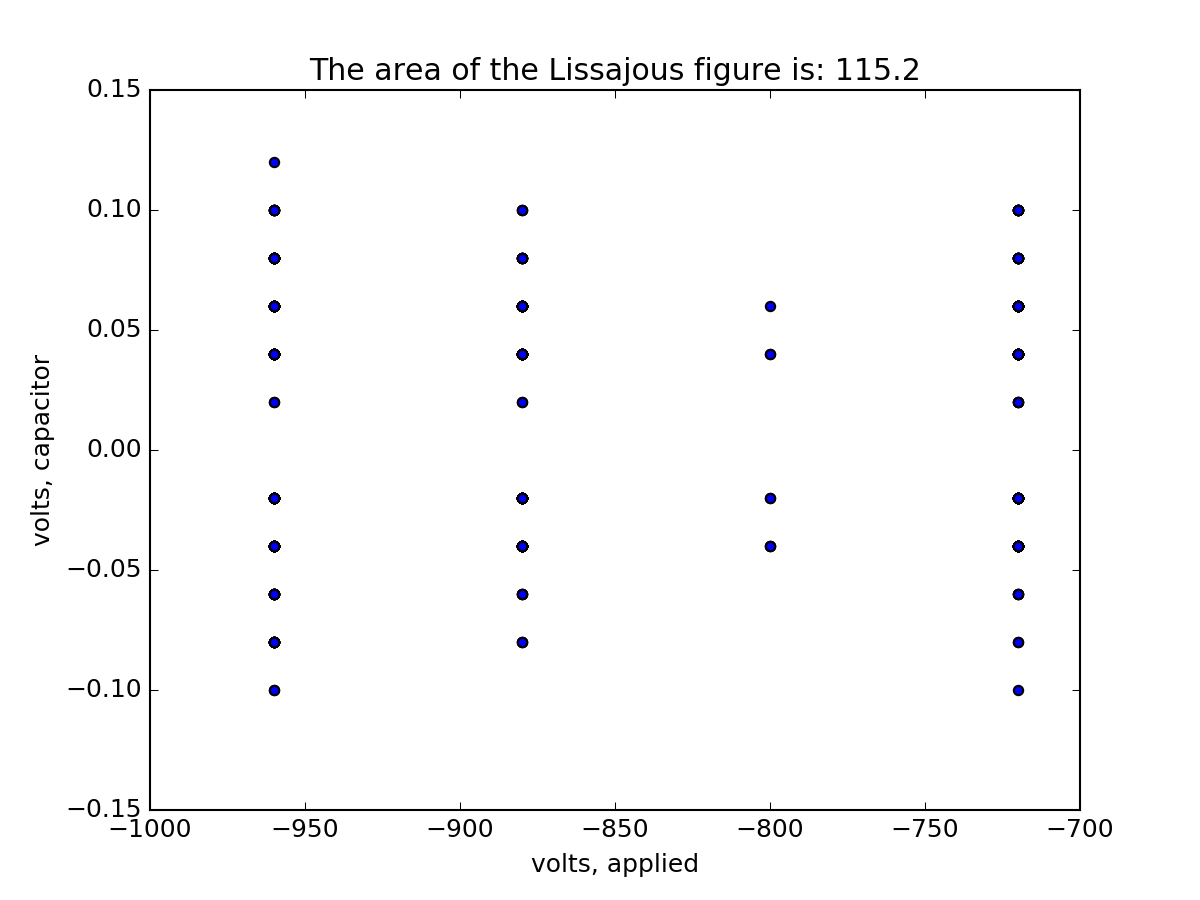 The area of the Lissajous figure is: 115.2
0.15
0.10
0.05
0.00
−0.05
−0.10
−0.15
volts, capacitor
−1000 −950 −900 −850 −800 −750 −700
volts, applied